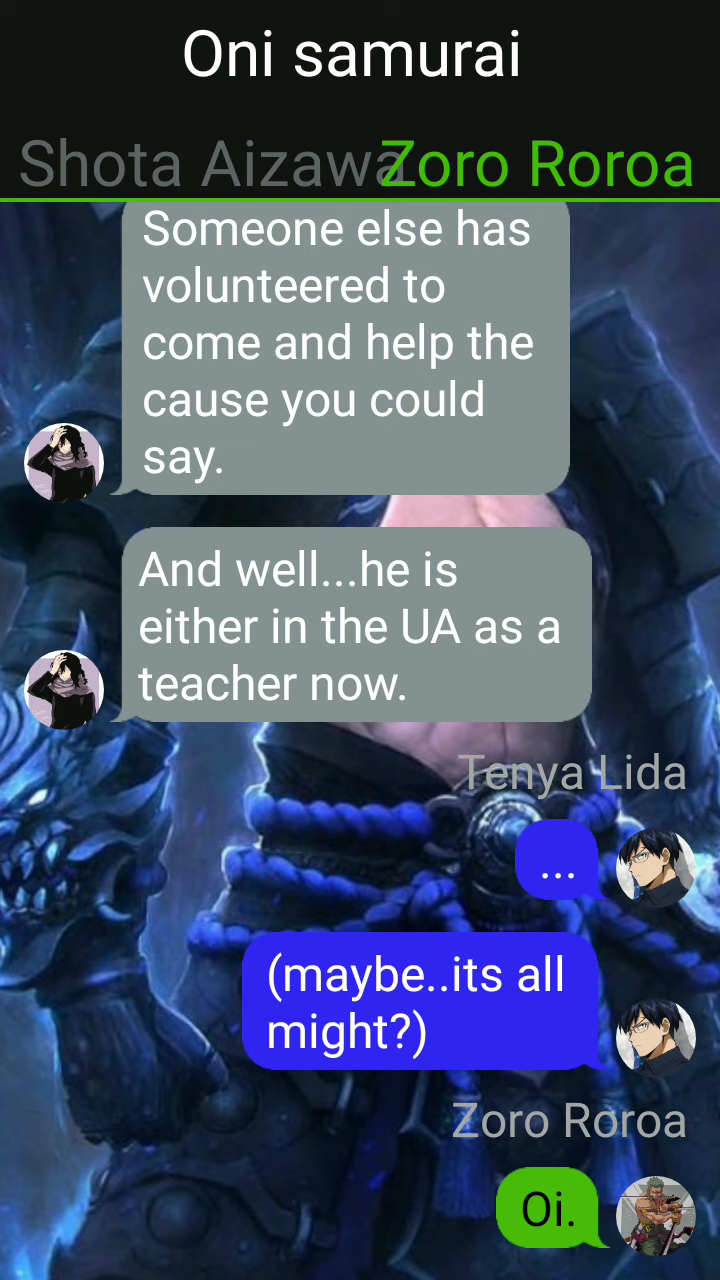 Oni samurai
Shota Aizawa Zoro Roroa
Someone else has
volunteered to
come and help the
cause you could
say.
And well...he is
either in the UA as a
teacher now.
Tenya Lida
...
(maybe..its all
might?)
Zoro Roroa
Oi.